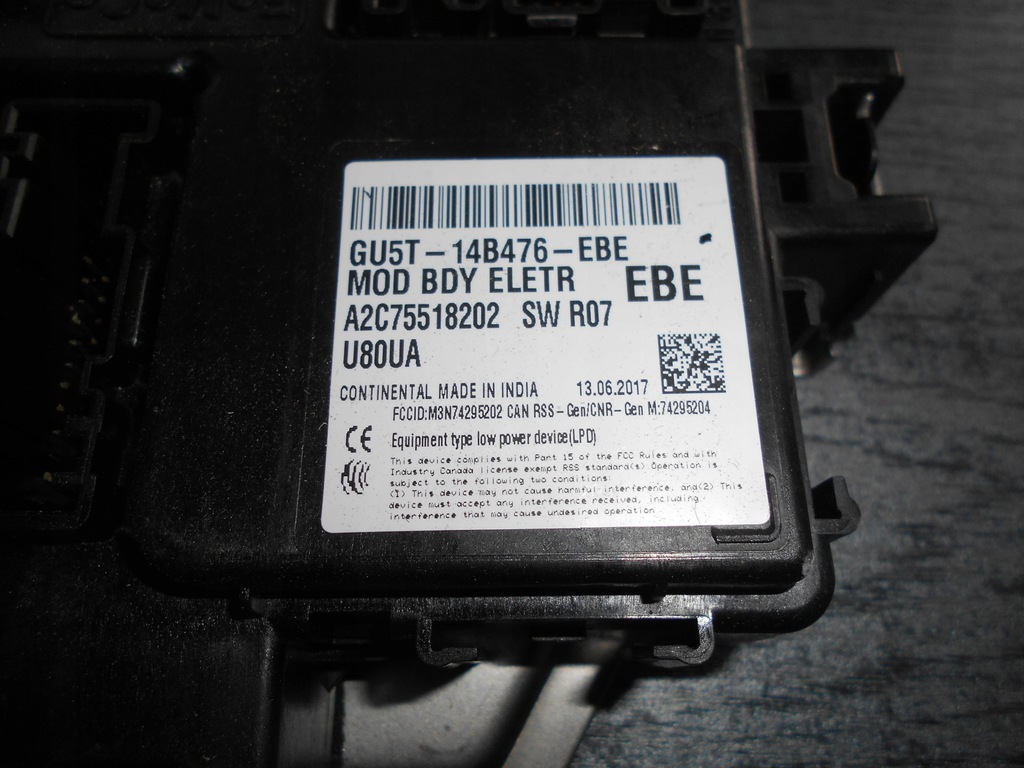 GU5T-14B476-EBE
MOD BDY ELETR EBE
A2C75518202 SW R07
U80UA
CONTINENTAL MADE IN INDIA 13.06.2017
FCCID:M3N74295202 CAN RSS-Gen/CNR-Gen M:74295204
CE Equipment type low power device(LPD)
This device complies with Part 15 of the FCC Rules and with
Industry Canada license exempt RSS standard(s) Operation is
subject to the following two conditions:
(1) This device may not cause harmful interference, and(2) This
device must accept any interference received, including
interference that may cause undesired operation